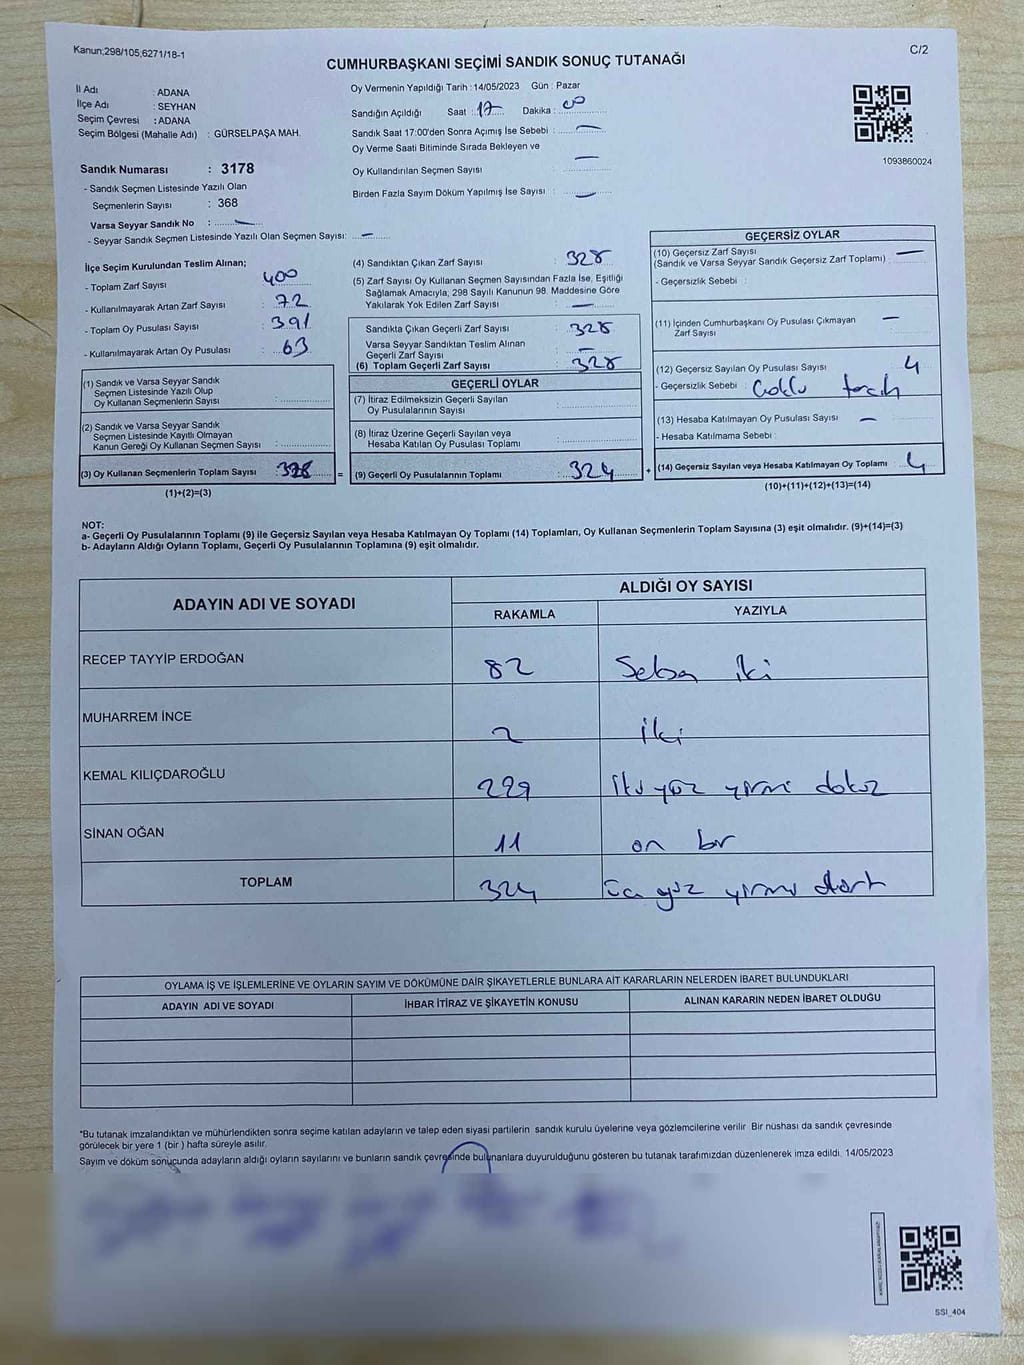 Kanun;298/105;6271/18-1
C/2
CUMHURBAŞKANI SEÇİMİ SANDIK SONUÇ TUTANAĞI
İl Adı : ADANA
İlçe Adı : SEYHAN
Seçim Çevresi : ADANA
Seçim Bölgesi (Mahalle Adı) : GÜRSELPAŞA MAH.
Oy Vermenin Yapıldığı Tarih :14/05/2023 Gün : Pazar
Sandığın Açıldığı Saat : 17 Dakika : 00
Sandık Saat 17:00'den Sonra Açımış İse Sebebi : —
Oy Verme Saati Bitiminde Sırada Bekleyen ve
Oy Kullandırılan Seçmen Sayısı : —
Birden Fazla Sayım Döküm Yapılmış İse Sayısı : —
1093860024
Sandık Numarası : 3178
- Sandık Seçmen Listesinde Yazılı Olan
Seçmenlerin Sayısı : 368
Varsa Seyyar Sandık No : —
- Seyyar Sandık Seçmen Listesinde Yazılı Olan Seçmen Sayısı: —
İlçe Seçim Kurulundan Teslim Alınan;
- Toplam Zarf Sayısı : 400
- Kullanılmayarak Artan Zarf Sayısı : 72
- Toplam Oy Pusulası Sayısı : 391
- Kullanılmayarak Artan Oy Pusulası : 63
(1) Sandık ve Varsa Seyyar Sandık
Seçmen Listesinde Yazılı Olup
Oy Kullanan Seçmenlerin Sayısı :
(2) Sandık ve Varsa Seyyar Sandık
Seçmen Listesinde Kayıtlı Olmayan
Kanun Gereği Oy Kullanan Seçmen Sayısı :
(3) Oy Kullanan Seçmenlerin Toplam Sayısı : 328 =
(1)+(2)=(3)
(4) Sandıktan Çıkan Zarf Sayısı : 328
(5) Zarf Sayısı Oy Kullanan Seçmen Sayısından Fazla İse, Eşitliği
Sağlamak Amacıyla, 298 Sayılı Kanunun 98. Maddesine Göre
Yakılarak Yok Edilen Zarf Sayısı : —
Sandıkta Çıkan Geçerli Zarf Sayısı : 328
Varsa Seyyar Sandıktan Teslim Alınan
Geçerli Zarf Sayısı : —
(6) Toplam Geçerli Zarf Sayısı : 328
GEÇERLİ OYLAR
(7) İtiraz Edilmeksizin Geçerli Sayılan
Oy Pusulalarının Sayısı :
(8) İtiraz Üzerine Geçerli Sayılan veya
Hesaba Katılan Oy Pusulası Toplamı :
(9) Geçerli Oy Pusulalarının Toplamı : 324 +
GEÇERSİZ OYLAR
(10) Geçersiz Zarf Sayısı : —
(Sandık ve Varsa Seyyar Sandık Geçersiz Zarf Toplamı)
- Geçersizlik Sebebi :
(11) İçinden Cumhurbaşkanı Oy Pusulası Çıkmayan : —
Zarf Sayısı
(12) Geçersiz Sayılan Oy Pusulası Sayısı : 4
- Geçersizlik Sebebi : Çoklu tercih
(13) Hesaba Katılmayan Oy Pusulası Sayısı : —
- Hesaba Katılmama Sebebi :
(14) Geçersiz Sayılan veya Hesaba Katılmayan Oy Toplamı : 4
(10)+(11)+(12)+(13)=(14)
NOT:
a- Geçerli Oy Pusulalarının Toplamı (9) ile Geçersiz Sayılan veya Hesaba Katılmayan Oy Toplamı (14) Toplamları, Oy Kullanan Seçmenlerin Toplam Sayısına (3) eşit olmalıdır. (9)+(14)=(3)
b- Adayların Aldığı Oyların Toplamı, Geçerli Oy Pusulalarının Toplamına (9) eşit olmalıdır.
ADAYIN ADI VE SOYADI
ALDIĞI OY SAYISI
RAKAMLA YAZIYLA
RECEP TAYYİP ERDOĞAN 82 Seksan iki
MUHARREM İNCE 2 iki
KEMAL KILIÇDAROĞLU 229 iki yüz yirmi dokuz
SİNAN OĞAN 11 on bir
TOPLAM 324 üç yüz yirmi dört
OYLAMA İŞ VE İŞLEMLERİNE VE OYLARIN SAYIM VE DÖKÜMÜNE DAİR ŞİKAYETLERLE BUNLARA AİT KARARLARIN NELERDEN İBARET BULUNDUKLARI
ADAYIN ADI VE SOYADI İHBAR İTİRAZ VE ŞİKAYETİN KONUSU ALINAN KARARIN NEDEN İBARET OLDUĞU
*Bu tutanak imzalandıktan ve mühürlendikten sonra seçime katılan adayların ve talep eden siyasi partilerin sandık kurulu üyelerine veya gözlemcilerine verilir. Bir nüshası da sandık çevresinde
görülecek bir yere 1 (bir ) hafta süreyle asılır.
Sayım ve döküm sonucunda adayların aldığı oyların sayılarını ve bunların sandık çevresinde bulunanlara duyurulduğunu gösteren bu tutanak tarafımızdan düzenlenerek imza edildi. 14/05/2023
SSI_404